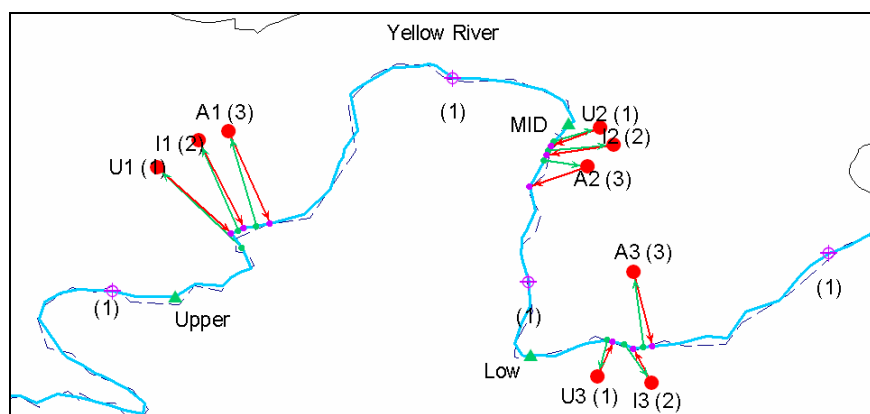 Yellow River
(1)
A1 (3)
I1 (2)
U1 (1)
MID
U2 (1)
I2 (2)
A2 (3)
A3 (3)
(1)
(1)
(1)
Upper
Low
U3 (1)
I3 (2)